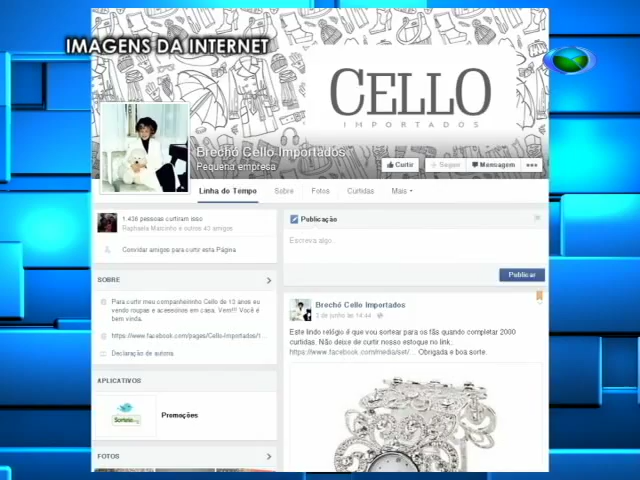 IMAGENS DA INTERNET
CELLO
IMPORTADOS
Brechó Cello Importados
Pequena empresa
Curtir
Seguir
Mensagem
Linha do Tempo
Sobre
Fotos
Curtidas
Mais
1.436 pessoas curtiram isso
Raphaela Marcinho e outros 42 amigos
Convidar amigos para curtir esta Página
SOBRE
Para curtir meu companheirinho Cello de 13 anos eu
vendo roupas e acessórios em casa. Vem!!! Você é
bem vinda.
https://www.facebook.com/pages/Cello-Importados/1...
Declaração de autoria
APLICATIVOS
Promoções
FOTOS
Publicação
Escreva algo...
Publicar
Brechó Cello Importados
2 de junho às 14:44
Este lindo relógio é que vou sortear para os fãs quando completar 2000
curtidas. Não deixe de curtir nosso estoque no link:
https://www.facebook.com/media/set/... Obrigada e boa sorte.